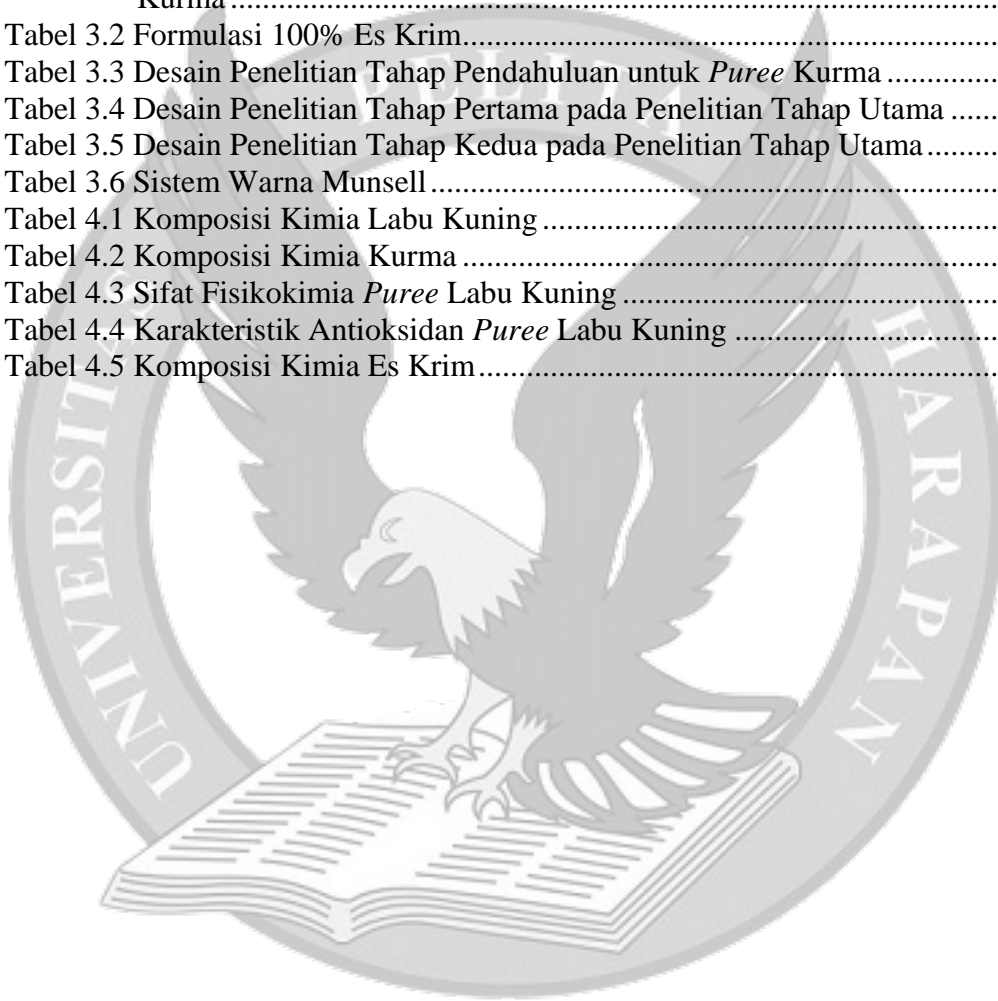 Kurma ........................................................................................................
Tabel 3.2 Formulasi 100% Es Krim..............................................................
Tabel 3.3 Desain Penelitian Tahap Pendahuluan untuk Puree Kurma ..............
Tabel 3.4 Desain Penelitian Tahap Pertama pada Penelitian Tahap Utama ......
Tabel 3.5 Desain Penelitian Tahap Kedua pada Penelitian Tahap Utama.........
Tabel 3.6 Sistem Warna Munsell...................................................................
Tabel 4.1 Komposisi Kimia Labu Kuning .....................................................
Tabel 4.2 Komposisi Kimia Kurma ...............................................................
Tabel 4.3 Sifat Fisikokimia Puree Labu Kuning .............................................
Tabel 4.4 Karakteristik Antioksidan Puree Labu Kuning ................................
Tabel 4.5 Komposisi Kimia Es Krim.............................................................
UNIVERSITAS PELITA HARAPAN